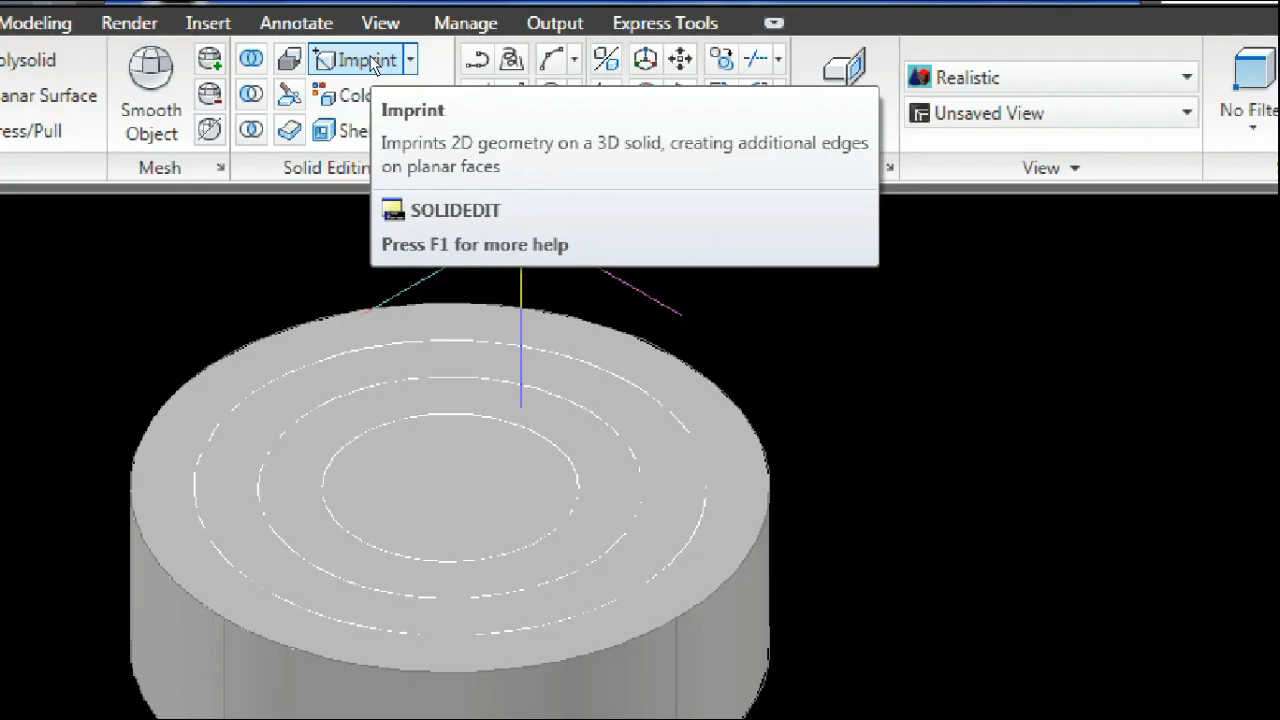 Modeling Render Insert Annotate View Manage Output Express Tools
olysolid Imprint
anar Surface Smooth Object Realistic
ress/Pull Unsaved View
No Filte
Mesh Solid Editin View
Imprint
Imprints 2D geometry on a 3D solid, creating additional edges
on planar faces
SOLIDEDIT
Press F1 for more help